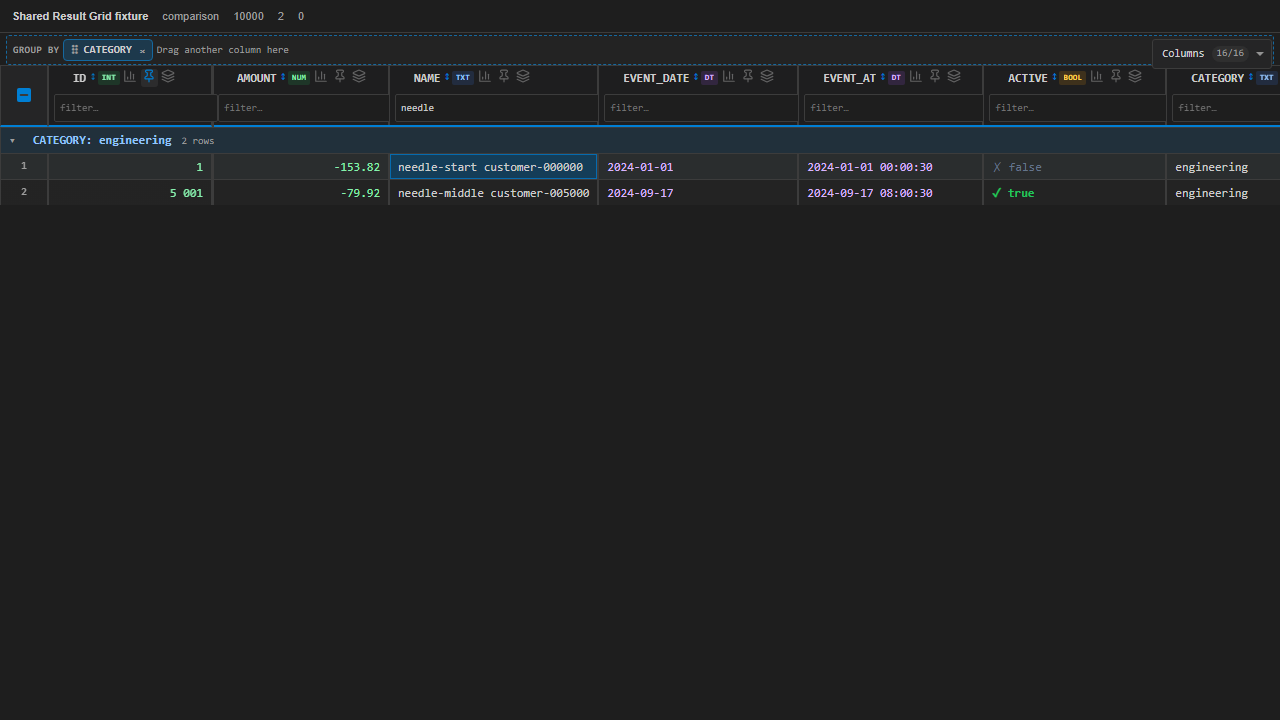 Shared Result Grid fixture comparison 10000 2 0
GROUP BY CATEGORY × Drag another column here
Columns 16/16
ID INT AMOUNT NUM NAME TXT EVENT_DATE DT EVENT_AT DT ACTIVE BOOL CATEGORY TXT
filter… filter… needle filter… filter… filter… filter…
CATEGORY: engineering 2 rows
1 1 -153.82 needle-start customer-000000 2024-01-01 2024-01-01 00:00:30 ✗ false engineering
2 5 001 -79.92 needle-middle customer-005000 2024-09-17 2024-09-17 08:00:30 ✓ true engineering